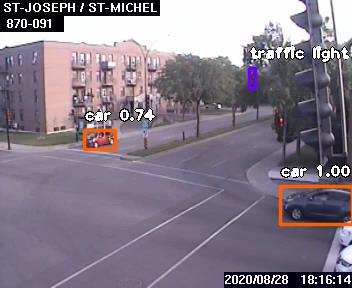 ST-JOSEPH / ST-MICHEL
870-091
traffic light
car 0.74
car 1.00
2020/08/28 18:16:14